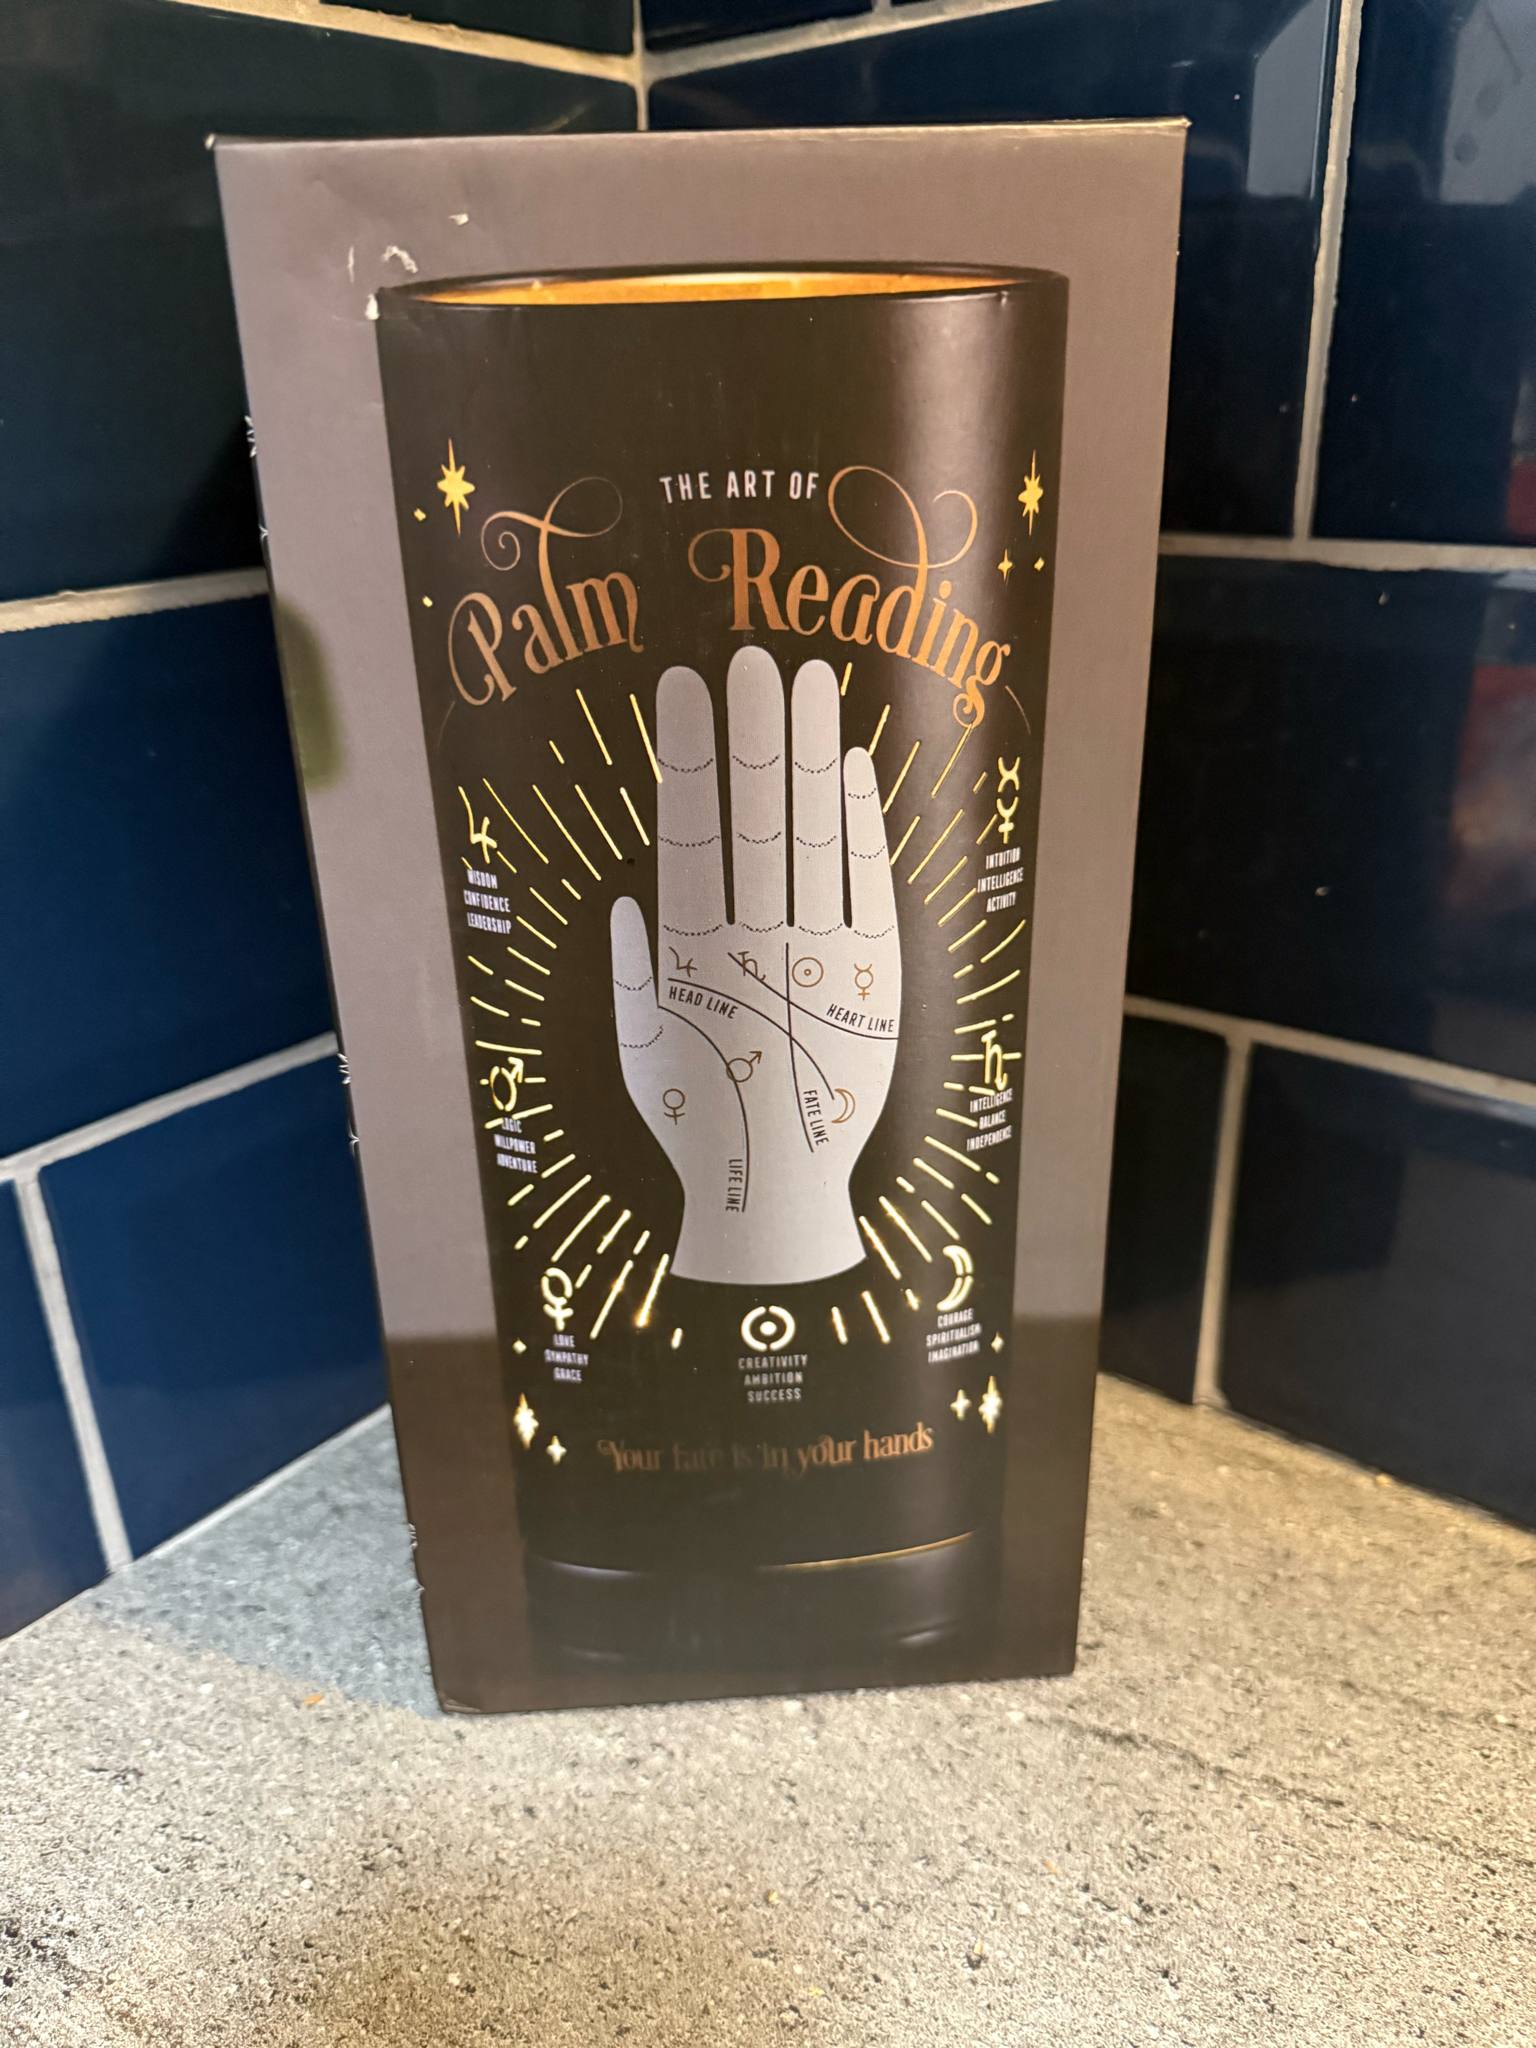 THE ART OF
Palm Reading
WISDOM
CONFIDENCE
LEADERSHIP
INTUITION
INTELLIGENCE
ACTIVITY
HEAD LINE
HEART LINE
FATE LINE
LIFE LINE
LOGIC
WILLPOWER
ADVENTURE
INTELLIGENCE
BALANCE
INDEPENDENCE
LOVE
SYMPATHY
GRACE
CREATIVITY
AMBITION
SUCCESS
COURAGE
SPIRITUALISM
IMAGINATION
Your fate is in your hands